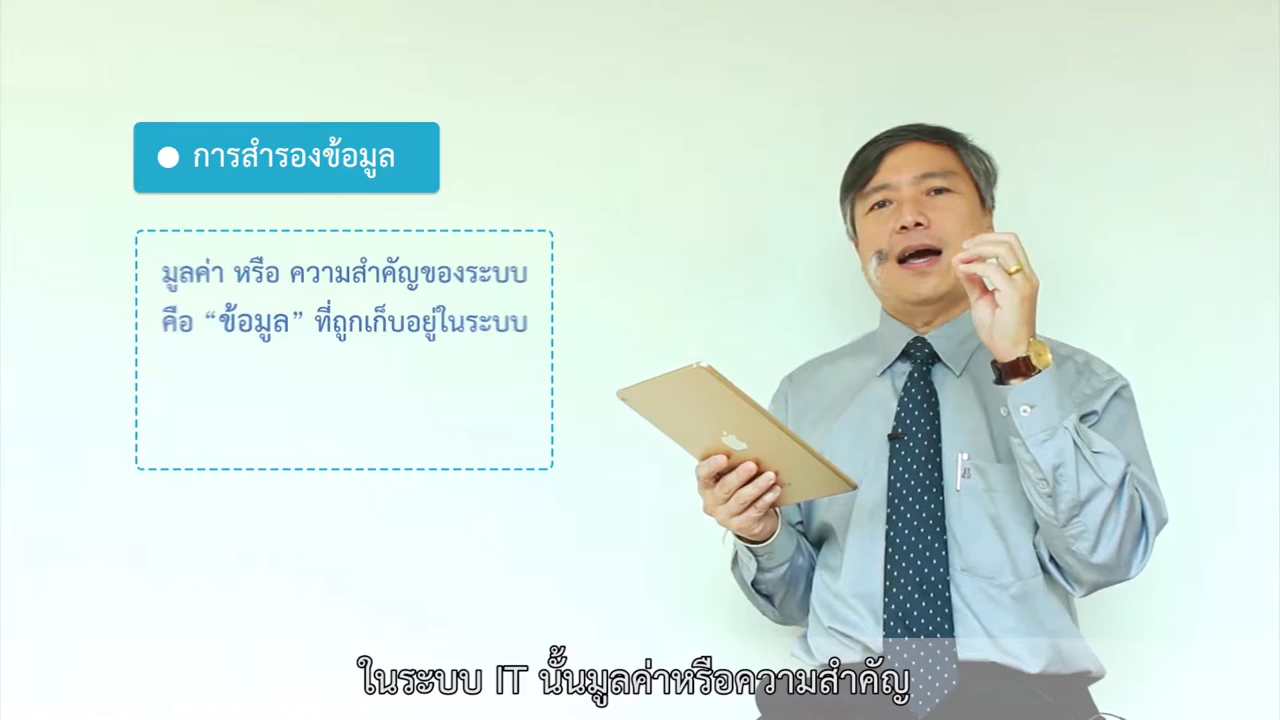 การสำรองข้อมูล
มูลค่า หรือ ความสำคัญของระบบ
คือ “ข้อมูล” ที่ถูกเก็บอยู่ในระบบ
ในระบบ IT นั้นมูลค่าหรือความสำคัญ